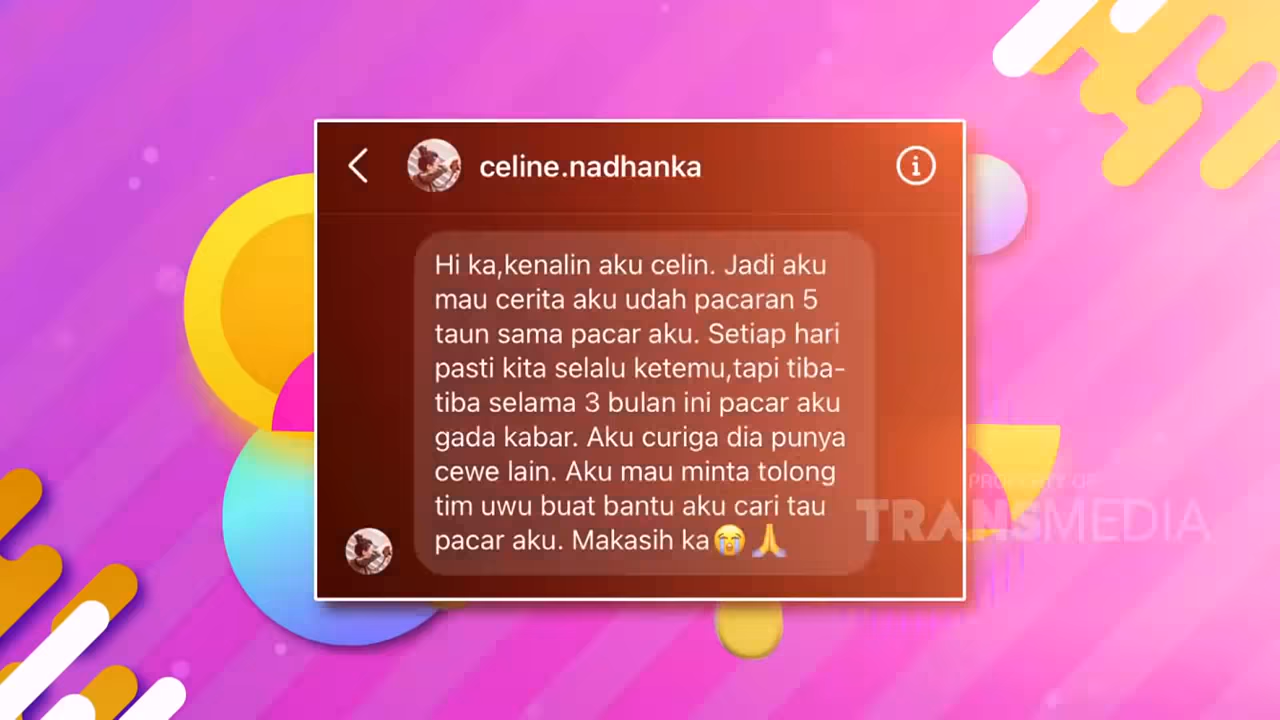 celine.nadhanka
Hi ka,kenalin aku celin. Jadi aku
mau cerita aku udah pacaran 5
taun sama pacar aku. Setiap hari
pasti kita selalu ketemu,tapi tiba-
tiba selama 3 bulan ini pacar aku
gada kabar. Aku curiga dia punya
cewe lain. Aku mau minta tolong
tim uwu buat bantu aku cari tau
pacar aku. Makasih ka😭🙏
PROPERTY OF
TRANSMEDIA